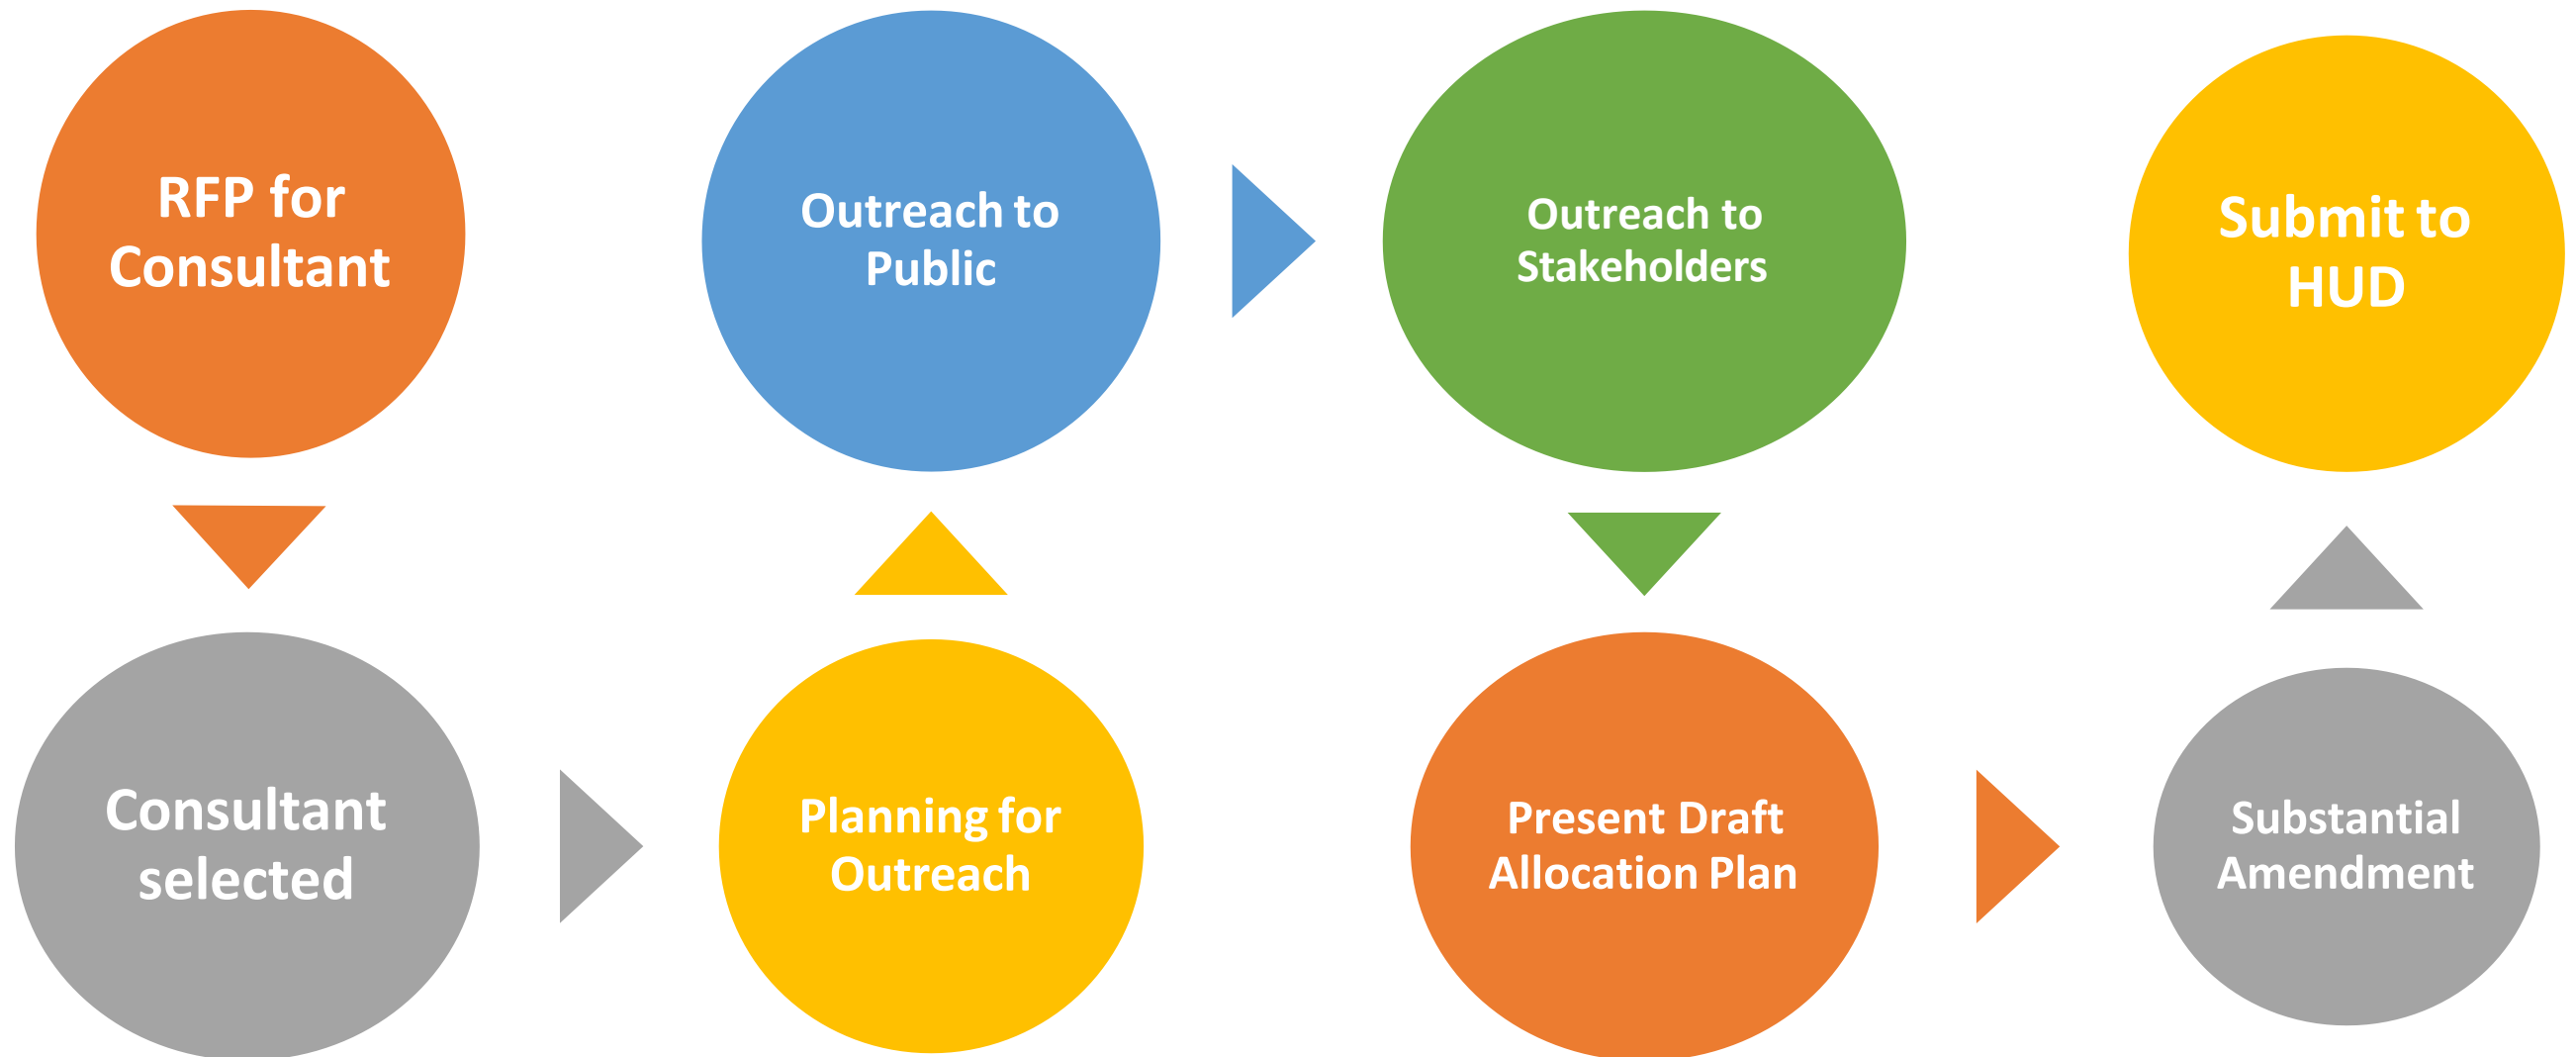 RFP for
Consultant
Consultant
selected
Planning for
Outreach
Outreach to
Public
Outreach to
Stakeholders
Present Draft
Allocation Plan
Substantial
Amendment
Submit to
HUD